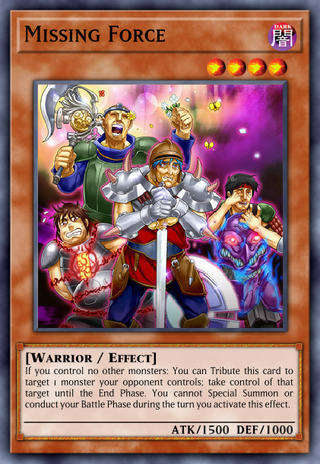 Missing Force
DARK
闇
[Warrior / Effect]
If you control no other monsters: You can Tribute this card to
target 1 monster your opponent controls; take control of that
target until the End Phase. You cannot Special Summon or
conduct your Battle Phase during the turn you activate this effect.
ATK/1500 DEF/1000